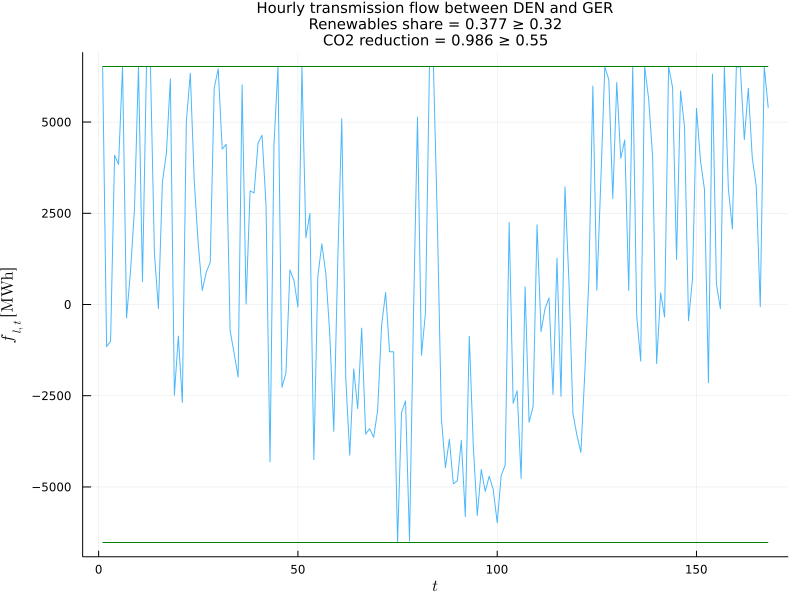 Hourly transmission flow between DEN and GER
Renewables share = 0.377 ≥ 0.32
CO2 reduction = 0.986 ≥ 0.55
5000
2500
0
−2500
−5000
f_{l,t} [MWh]
0 50 100 150
t